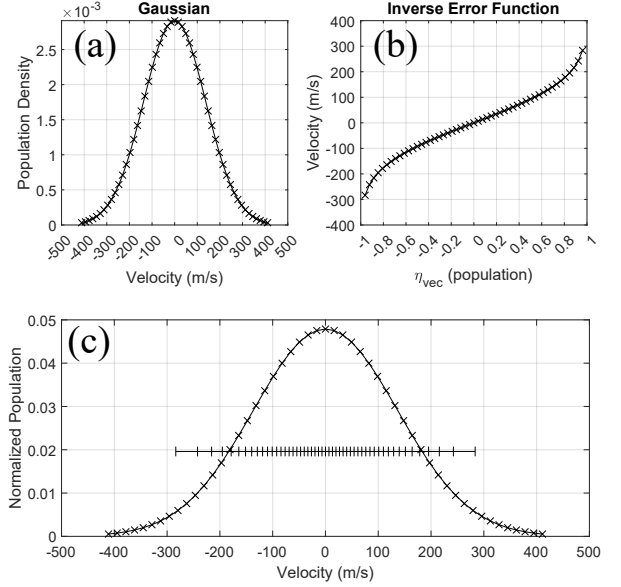 ×10⁻³
Gaussian
(a)
Population Density
2.5
2
1.5
1
0.5
0
-500 -400 -300 -200 -100 0 100 200 300 400 500
Velocity (m/s)
Inverse Error Function
(b)
Velocity (m/s)
400
300
200
100
0
-100
-200
-300
-400
-1 -0.8 -0.6 -0.4 -0.2 0 0.2 0.4 0.6 0.8 1
η_vec (population)
(c)
Normalized Population
0.05
0.04
0.03
0.02
0.01
0
-500 -400 -300 -200 -100 0 100 200 300 400 500
Velocity (m/s)